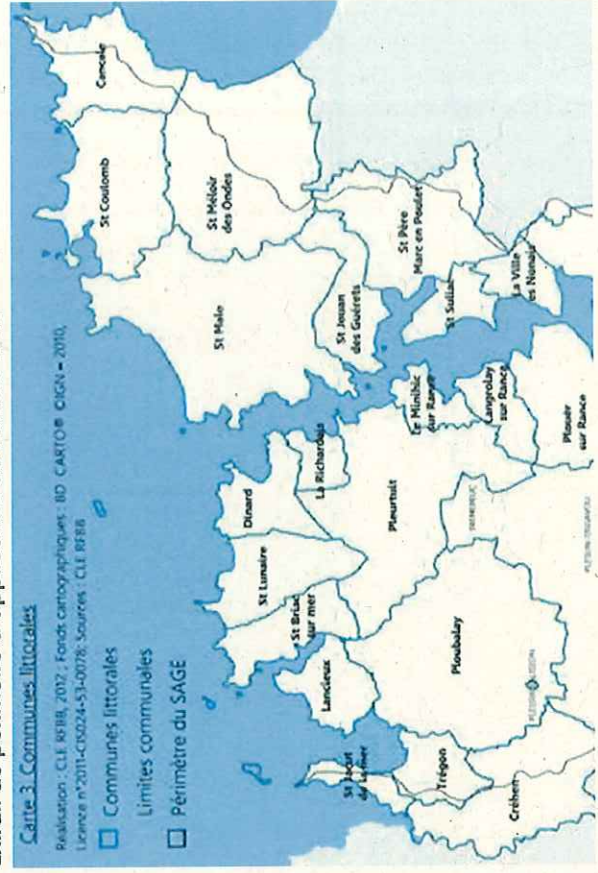 Carte 3. Communes littorales
Réalisation : CLE RFBB, 2012 ; Fonds cartographiques : BD CARTO® ©IGN – 2010,
Licence n°2011-CISO24-53-0078; Sources : CLE RFBB
Communes littorales
Limites communales
Périmètre du SAGE
Cancale
St Coulomb
St Méloir
des Ondes
St Malo
St Père
Marc en Poulet
St Jouan
des Guérets
St Suliac
La Ville
es Nonais
Dinard
La Richardais
Le Minihic
sur Rance
Langrolay
sur Rance
Plouër
sur Rance
St Lunaire
Pleurtuit
TREMEREUC
St Briac
sur mer
Lancieux
Ploubalay
St Jacut
de la mer
Trégon
Créhen